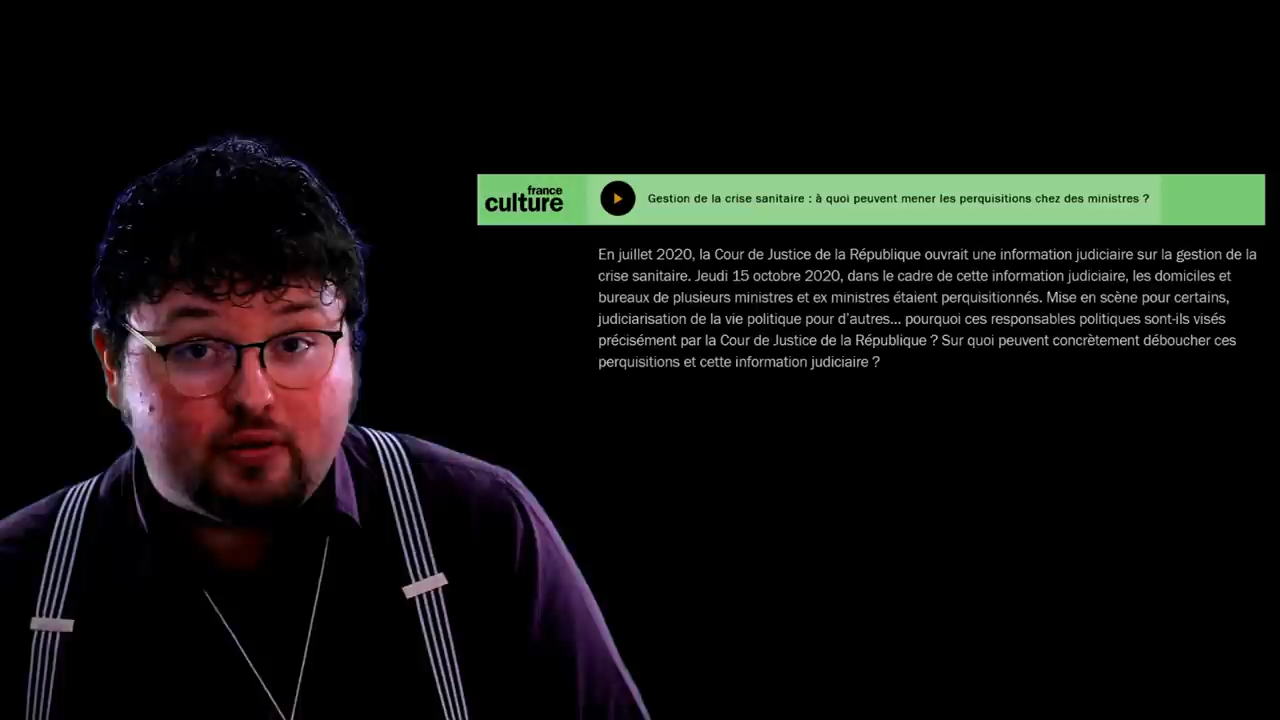 france
culture
Gestion de la crise sanitaire : à quoi peuvent mener les perquisitions chez des ministres ?
En juillet 2020, la Cour de Justice de la République ouvrait une information judiciaire sur la gestion de la
crise sanitaire. Jeudi 15 octobre 2020, dans le cadre de cette information judiciaire, les domiciles et
bureaux de plusieurs ministres et ex ministres étaient perquisitionnés. Mise en scène pour certains,
judiciarisation de la vie politique pour d'autres... pourquoi ces responsables politiques sont-ils visés
précisément par la Cour de Justice de la République ? Sur quoi peuvent concrètement déboucher ces
perquisitions et cette information judiciaire ?